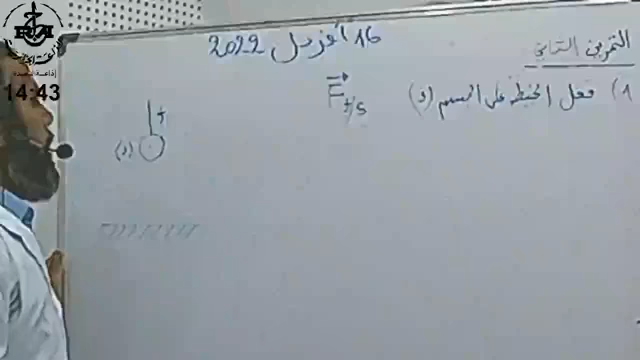 16 أفريل 2022
التمرين الثاني
1) فعل الخيط على الجسم (s)
F t/s
f
(s)
14:43